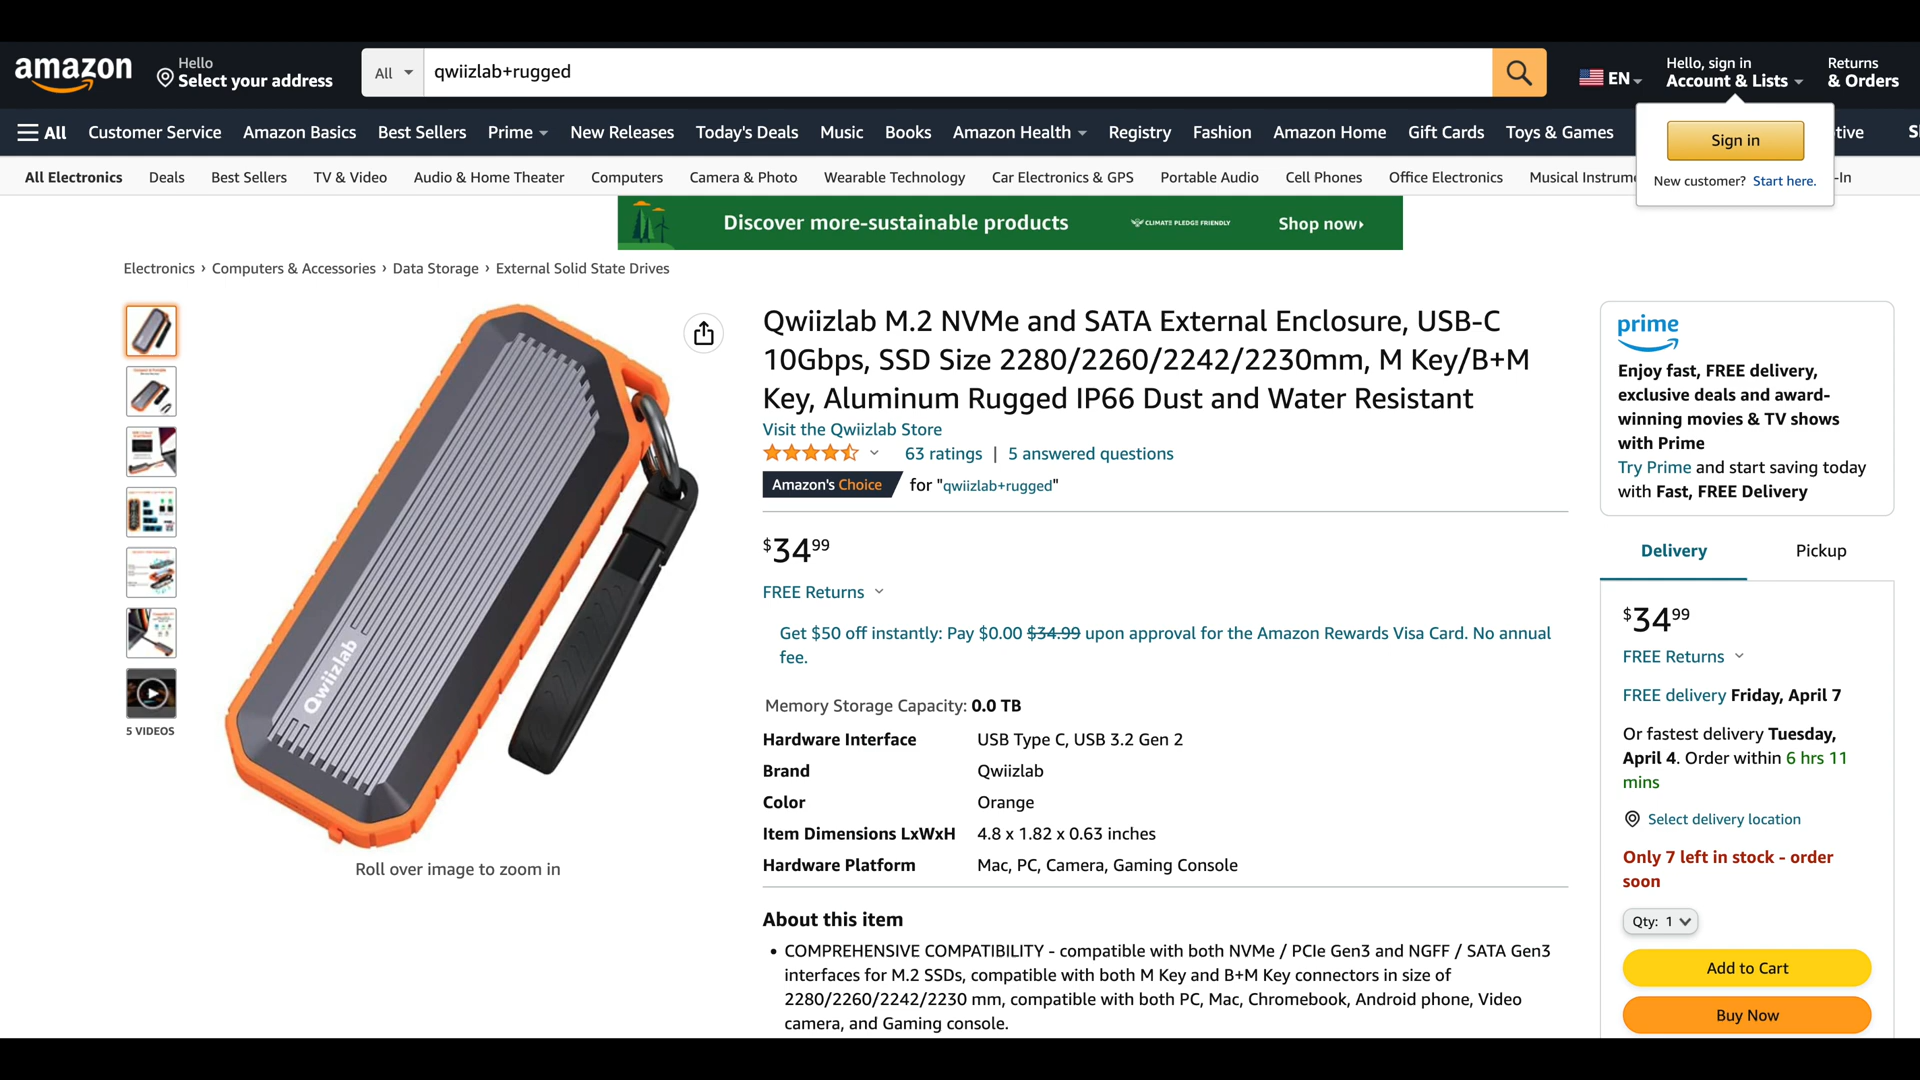 amazon
Hello
Select your address
All
qwiizlab+rugged
EN
Hello, sign in
Account & Lists
Returns
& Orders
All
Customer Service
Amazon Basics
Best Sellers
Prime
New Releases
Today's Deals
Music
Books
Amazon Health
Registry
Fashion
Amazon Home
Gift Cards
Toys & Games
tive
Sign in
New customer? Start here.
All Electronics
Deals
Best Sellers
TV & Video
Audio & Home Theater
Computers
Camera & Photo
Wearable Technology
Car Electronics & GPS
Portable Audio
Cell Phones
Office Electronics
Musical Instrume
-In
Discover more-sustainable products
CLIMATE PLEDGE FRIENDLY
Shop now›
Electronics › Computers & Accessories › Data Storage › External Solid State Drives
5 VIDEOS
Qwiizlab
Roll over image to zoom in
Qwiizlab M.2 NVMe and SATA External Enclosure, USB-C
10Gbps, SSD Size 2280/2260/2242/2230mm, M Key/B+M
Key, Aluminum Rugged IP66 Dust and Water Resistant
Visit the Qwiizlab Store
63 ratings | 5 answered questions
Amazon's Choice for "qwiizlab+rugged"
$34 99
FREE Returns
Get $50 off instantly: Pay $0.00 $34.99 upon approval for the Amazon Rewards Visa Card. No annual
fee.
Memory Storage Capacity: 0.0 TB
Hardware Interface USB Type C, USB 3.2 Gen 2
Brand Qwiizlab
Color Orange
Item Dimensions LxWxH 4.8 x 1.82 x 0.63 inches
Hardware Platform Mac, PC, Camera, Gaming Console
About this item
• COMPREHENSIVE COMPATIBILITY - compatible with both NVMe / PCIe Gen3 and NGFF / SATA Gen3
interfaces for M.2 SSDs, compatible with both M Key and B+M Key connectors in size of
2280/2260/2242/2230 mm, compatible with both PC, Mac, Chromebook, Android phone, Video
camera, and Gaming console.
prime
Enjoy fast, FREE delivery,
exclusive deals and award-
winning movies & TV shows
with Prime
Try Prime and start saving today
with Fast, FREE Delivery
Delivery
Pickup
$34 99
FREE Returns
FREE delivery Friday, April 7
Or fastest delivery Tuesday,
April 4. Order within 6 hrs 11
mins
Select delivery location
Only 7 left in stock - order
soon
Qty: 1
Add to Cart
Buy Now